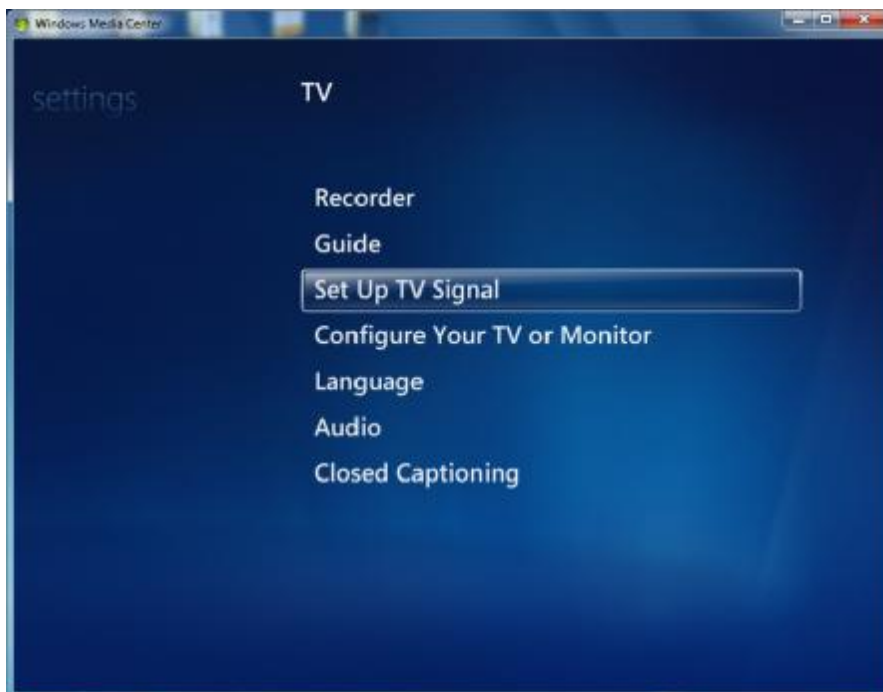 Windows Media Center
settings
TV
Recorder
Guide
Set Up TV Signal
Configure Your TV or Monitor
Language
Audio
Closed Captioning